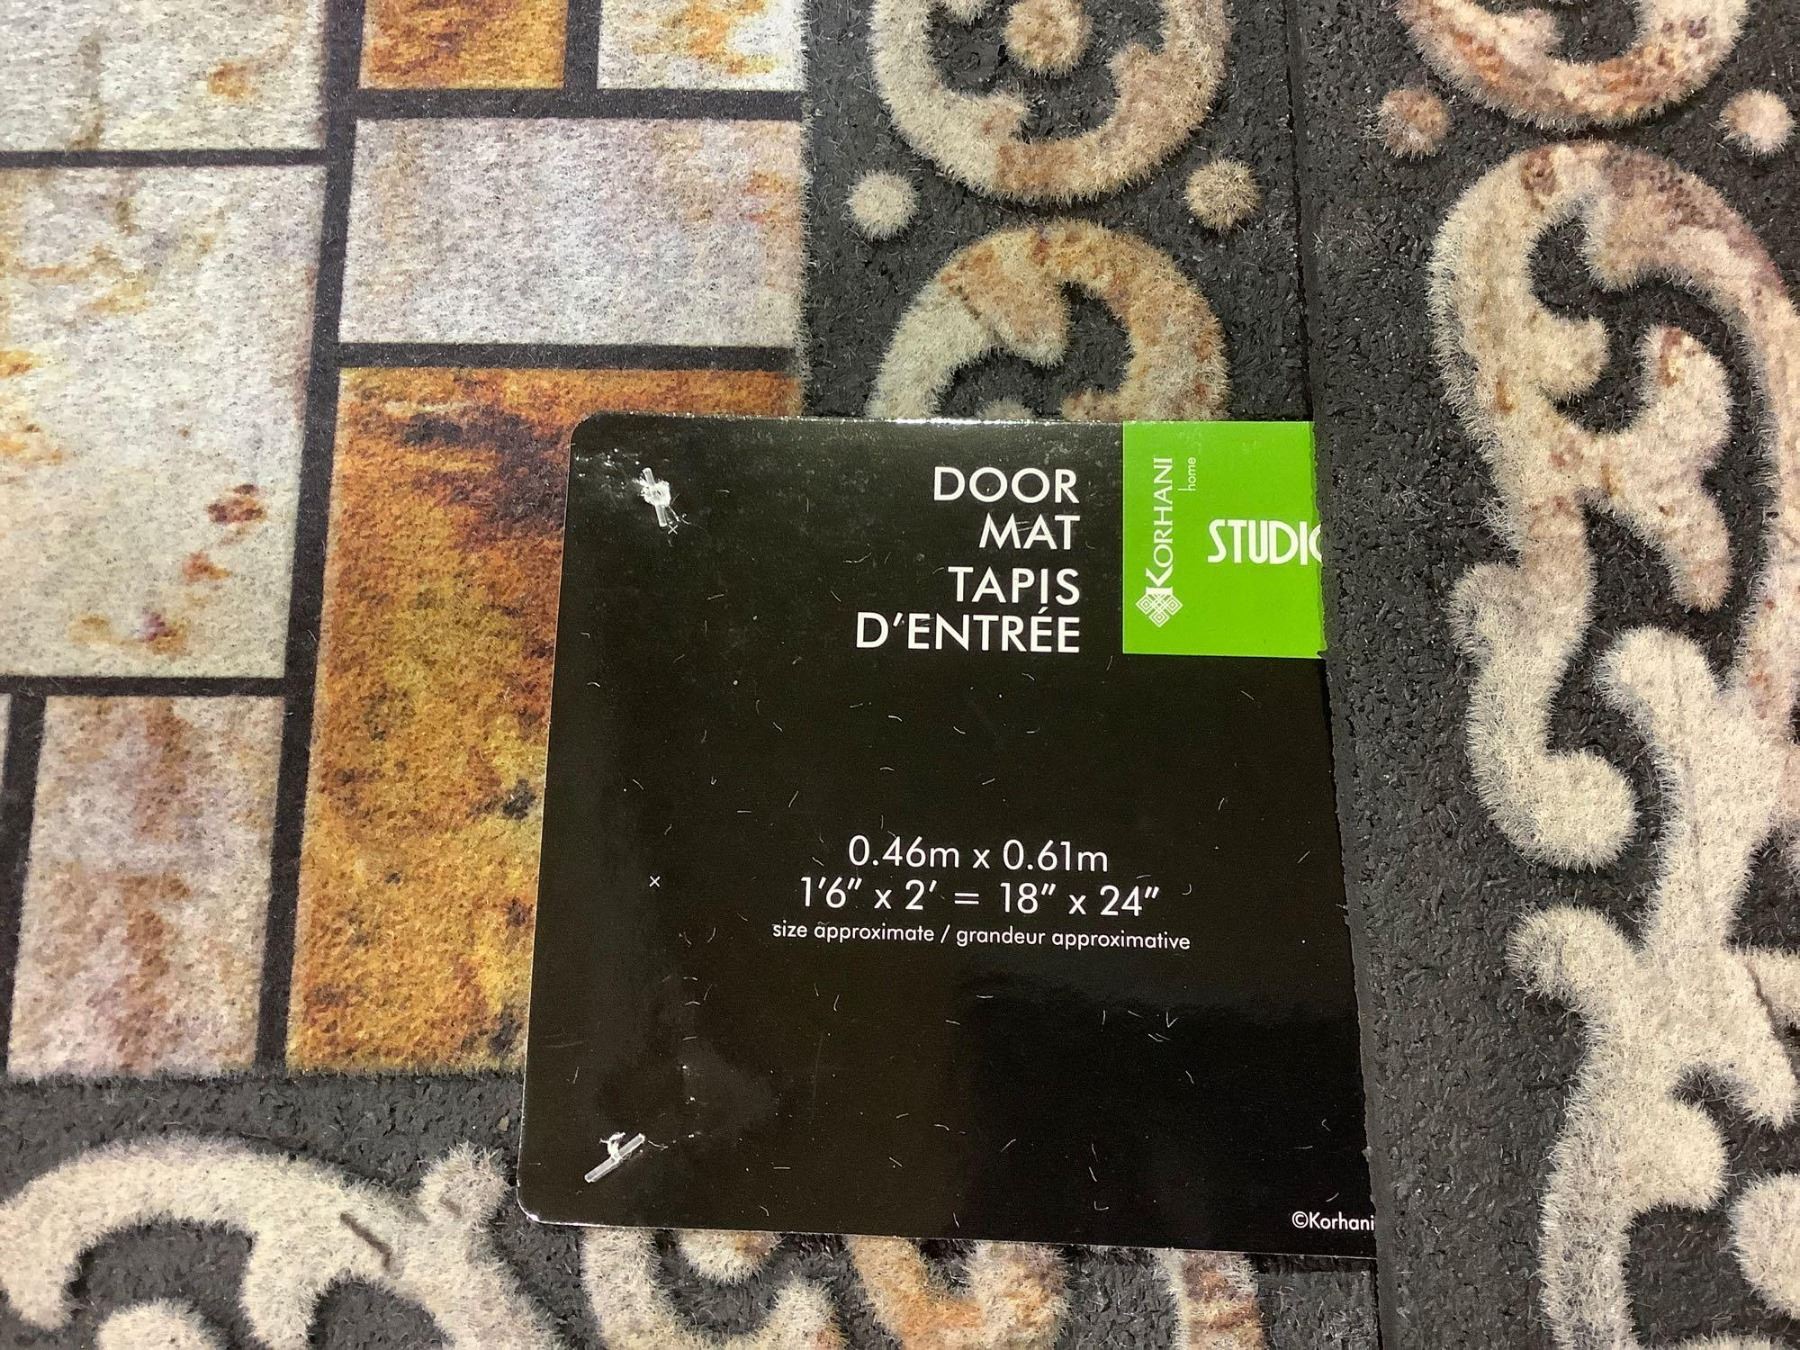 DOOR
MAT
TAPIS
D'ENTRÉE
KORHANI
home
0.46m x 0.61m
1'6" x 2' = 18" x 24"
size approximate / grandeur approximative
©Korhani